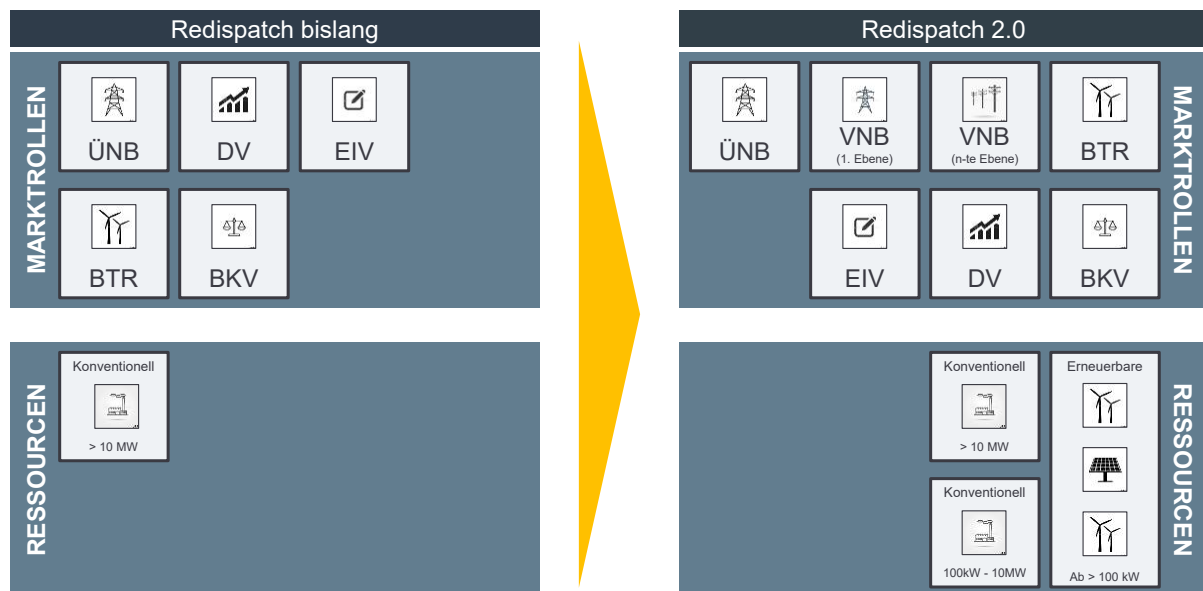 Redispatch bislang
MARKTROLLEN
ÜNB
DV
EIV
BTR
BKV
RESSOURCEN
Konventionell
> 10 MW
Redispatch 2.0
ÜNB
VNB
(1. Ebene)
VNB
(n-te Ebene)
BTR
EIV
DV
BKV
MARKTROLLEN
Konventionell
> 10 MW
Konventionell
100kW - 10MW
Erneuerbare
Ab > 100 kW
RESSOURCEN